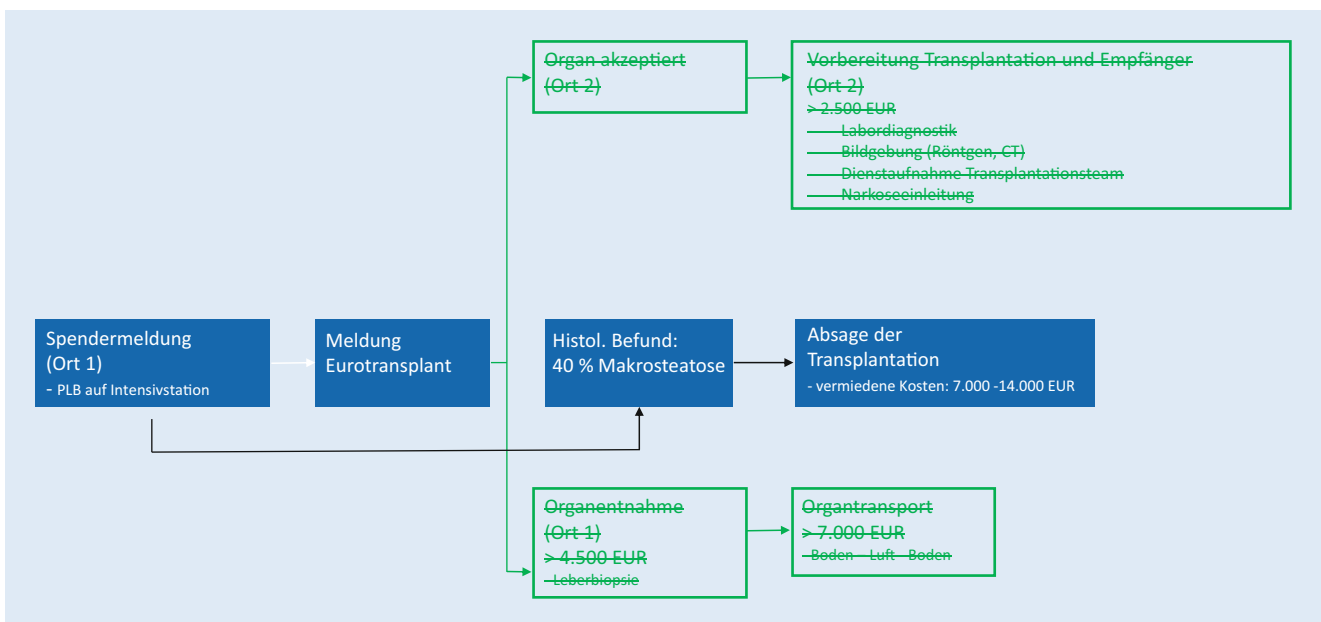 Organ akzeptiert
(Ort 2)
Vorbereitung Transplantation und Empfänger
(Ort 2)
> 2.500 EUR
— Labordiagnostik
— Bildgebung (Röntgen, CT)
— Dienstaufnahme Transplantationsteam
— Narkoseeinleitung
Spendermeldung
(Ort 1)
- PLB auf Intensivstation
Meldung
Eurotransplant
Histol. Befund:
40 % Makrosteatose
Absage der
Transplantation
- vermiedene Kosten: 7.000 -14.000 EUR
Organentnahme
(Ort 1)
> 4.500 EUR
- Leberbiopsie
Organtransport
> 7.000 EUR
- Boden – Luft - Boden